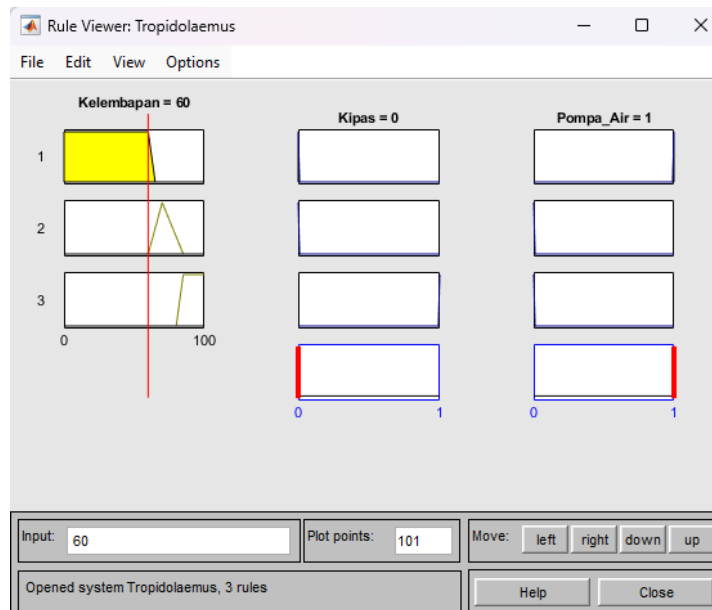 Rule Viewer: Tropidolaemus
File Edit View Options
Kelembapan = 60
Kipas = 0
Pompa_Air = 1
1
2
3
0 100
0 1
0 1
Input: 60
Plot points: 101
Move: left right down up
Opened system Tropidolaemus, 3 rules
Help Close